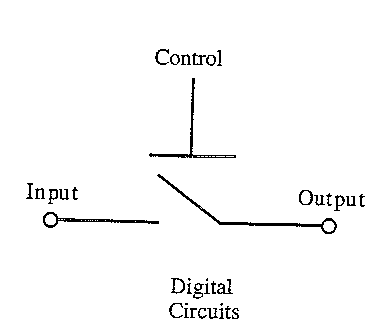 Control
Input
Output
Digital
Circuits